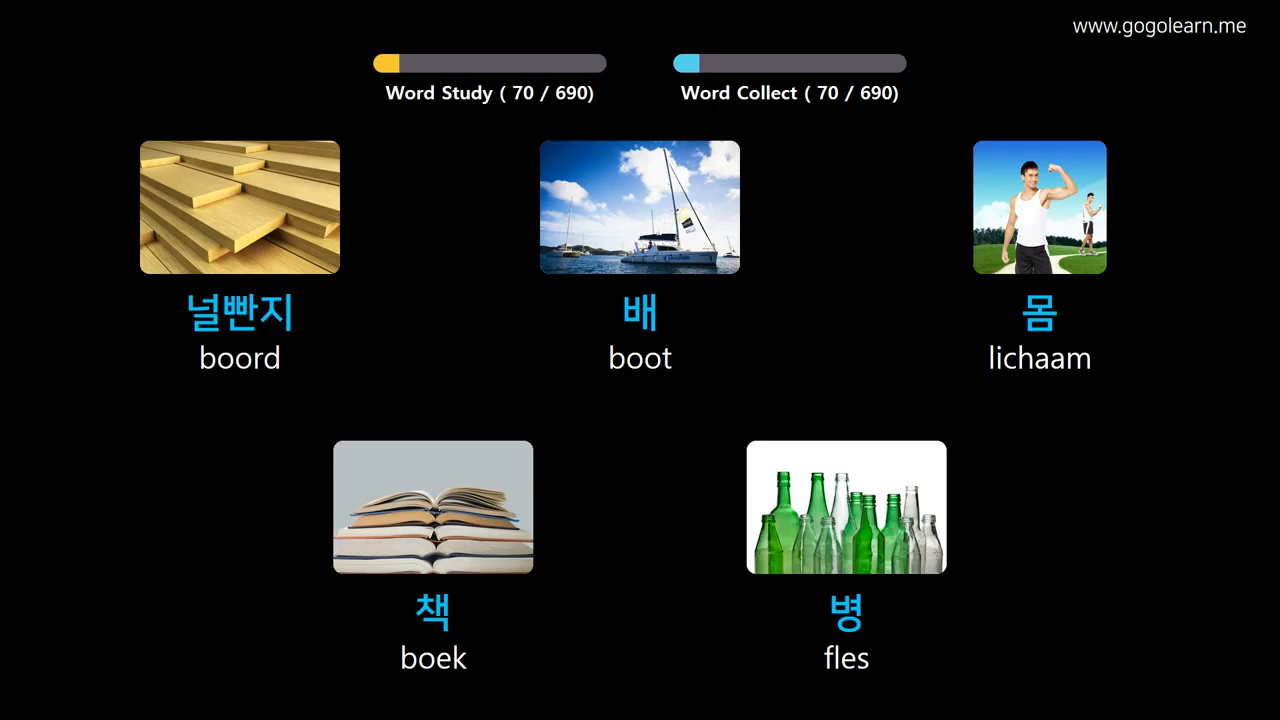 www.gogolearn.me
Word Study ( 70 / 690)
Word Collect ( 70 / 690)
널빤지
boord
배
boot
몸
lichaam
책
boek
병
fles